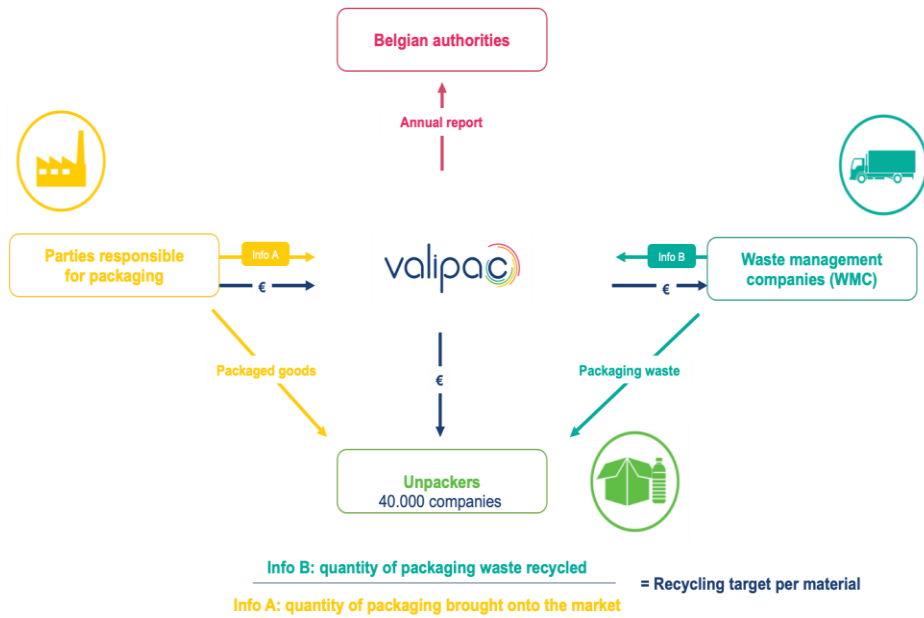 Belgian authorities
Annual report
Parties responsible
for packaging
Info A
€
valipac
Info B
€
Waste management
companies (WMC)
Packaged goods
€
Packaging waste
Unpackers
40.000 companies
Info B: quantity of packaging waste recycled
Info A: quantity of packaging brought onto the market
= Recycling target per material